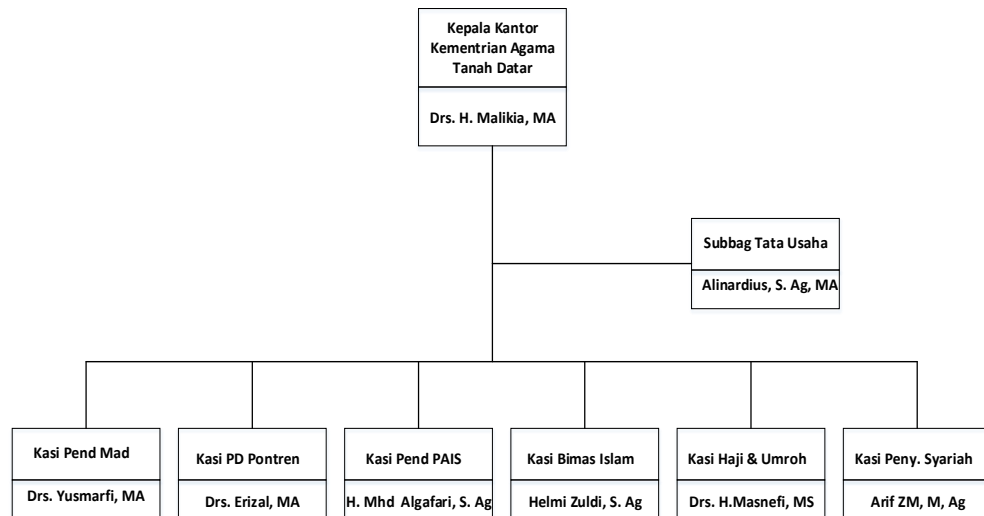 Kepala Kantor
Kementrian Agama
Tanah Datar
Drs. H. Malikia, MA
Subbag Tata Usaha
Alinardius, S. Ag, MA
Kasi Pend Mad
Drs. Yusmarfi, MA
Kasi PD Pontren
Drs. Erizal, MA
Kasi Pend PAIS
H. Mhd Algafari, S. Ag
Kasi Bimas Islam
Helmi Zuldi, S. Ag
Kasi Haji & Umroh
Drs. H.Masnefi, MS
Kasi Peny. Syariah
Arif ZM, M, Ag